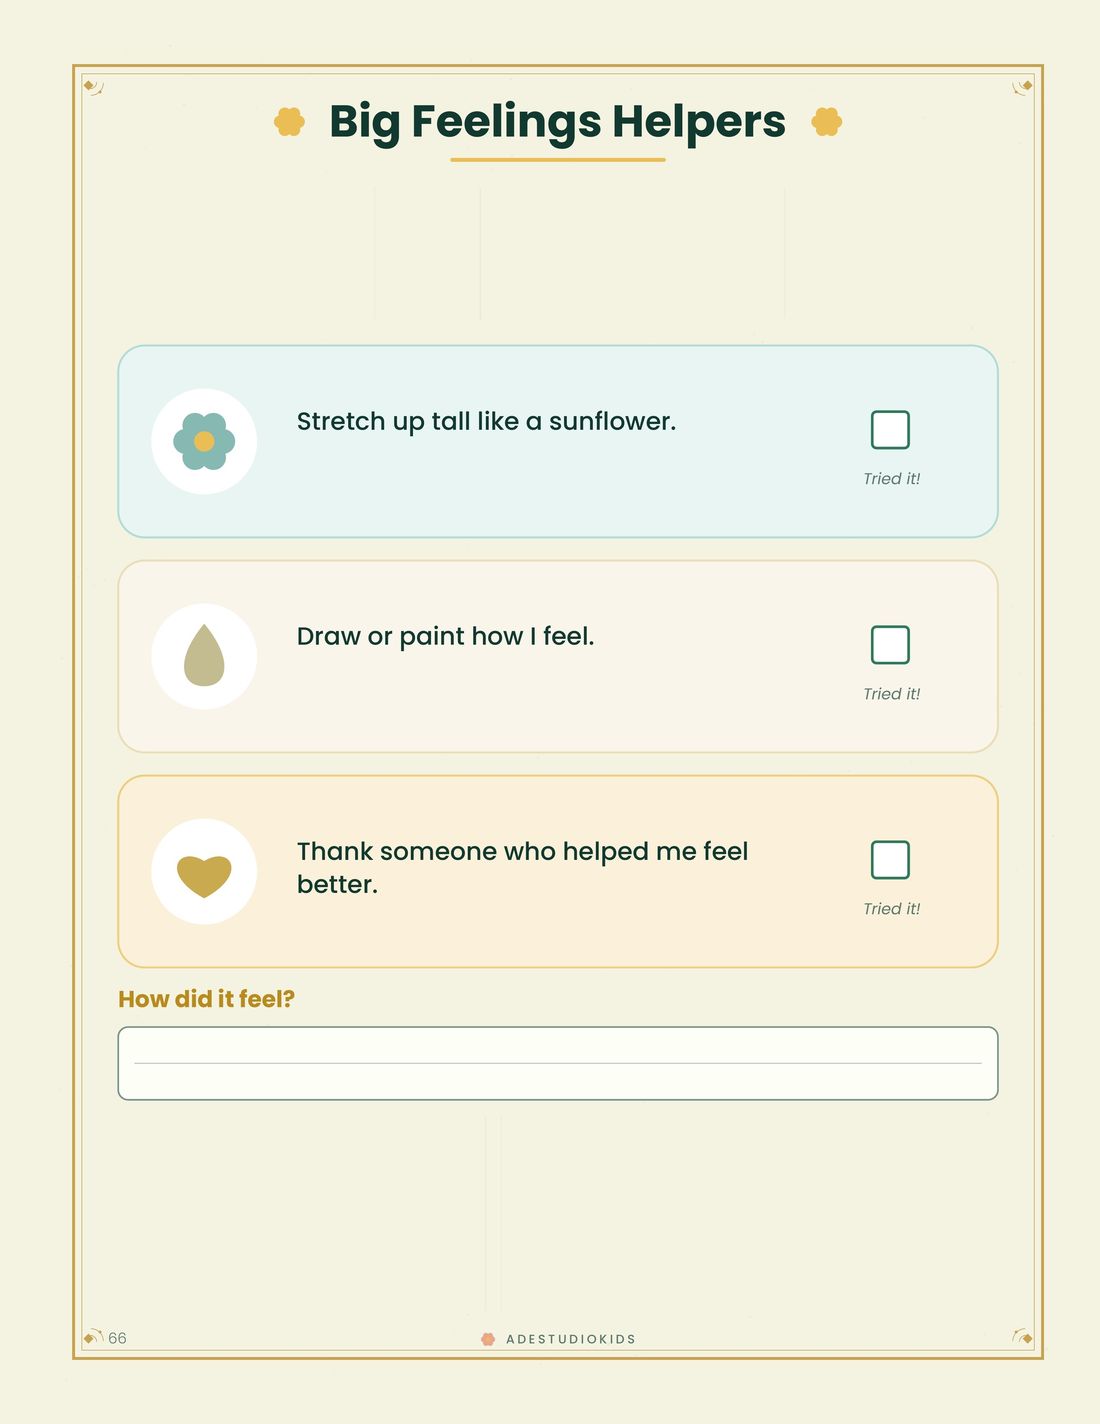 Big Feelings Helpers
Stretch up tall like a sunflower.
Tried it!
Draw or paint how I feel.
Tried it!
Thank someone who helped me feel
better.
Tried it!
How did it feel?
66
ADESTUDIOKIDS